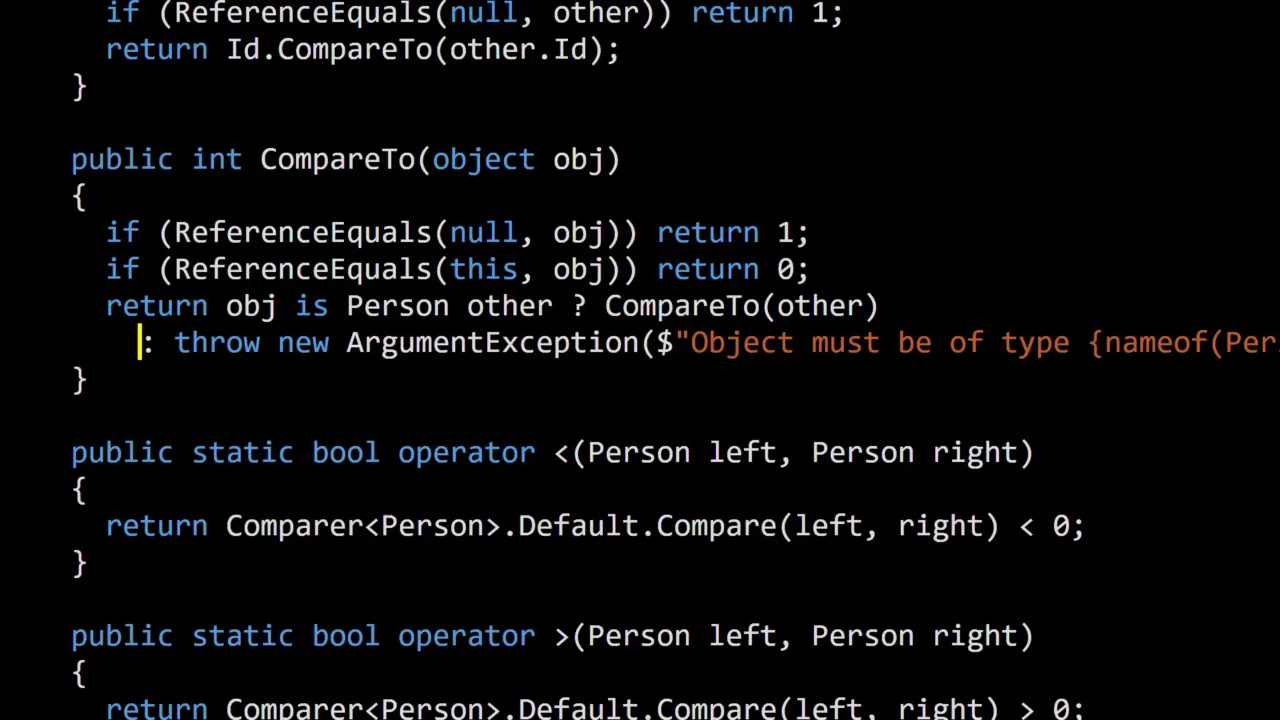 if (ReferenceEquals(null, other)) return 1;
return Id.CompareTo(other.Id);
}
public int CompareTo(object obj)
{
if (ReferenceEquals(null, obj)) return 1;
if (ReferenceEquals(this, obj)) return 0;
return obj is Person other ? CompareTo(other)
: throw new ArgumentException($"Object must be of type {nameof(Per
}
public static bool operator <(Person left, Person right)
{
return Comparer<Person>.Default.Compare(left, right) < 0;
}
public static bool operator >(Person left, Person right)
{
return Comparer<Person>.Default.Compare(left, right) > 0;